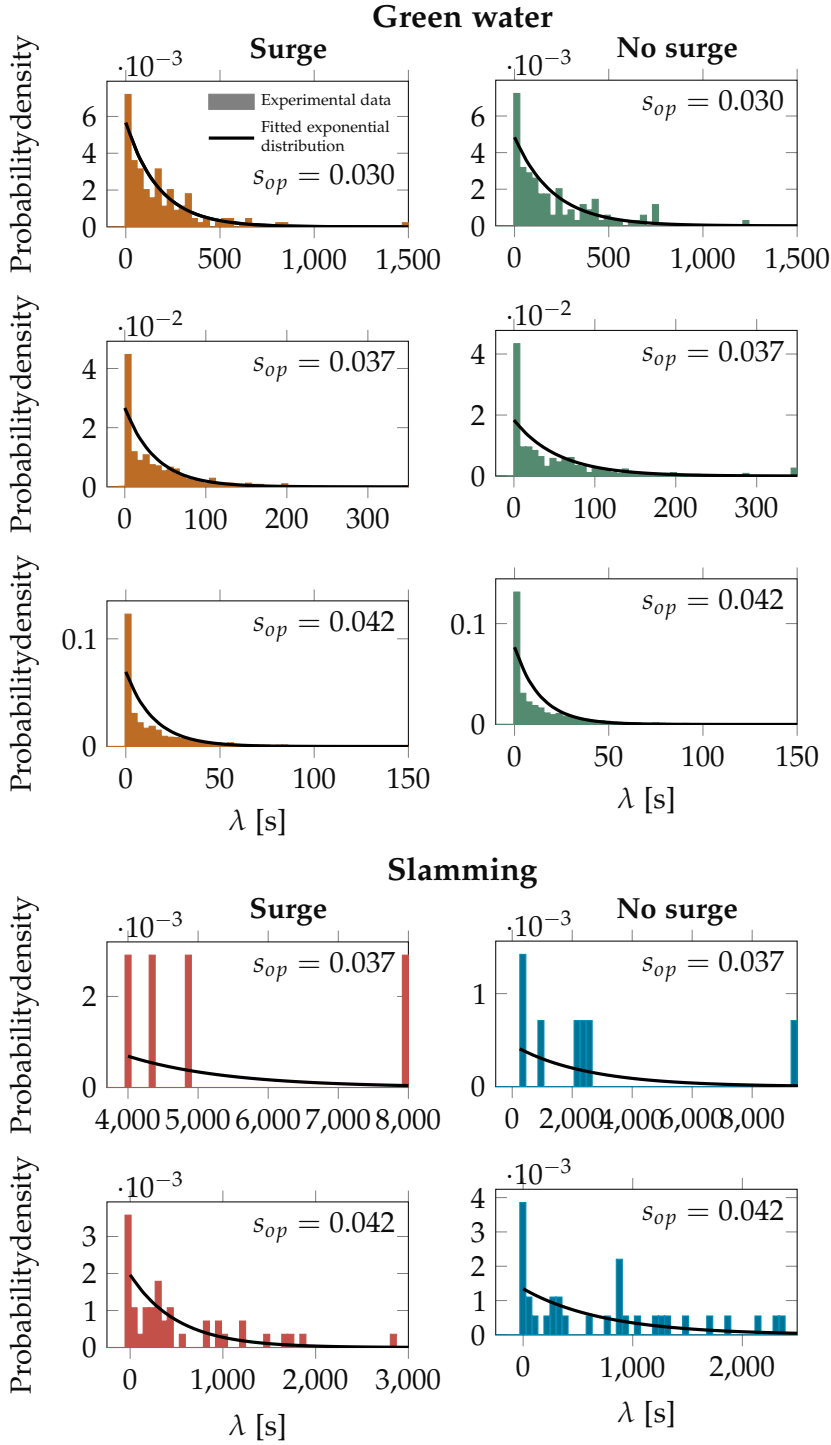 Green water
Surge
No surge
Probabilitydensity
·10⁻³
6
4
2
0
Experimental data
Fitted exponential
distribution
s_op = 0.030
0 500 1,000 1,500
·10⁻³
6
4
2
0
s_op = 0.030
0 500 1,000 1,500
Probabilitydensity
·10⁻²
4
2
0
s_op = 0.037
0 100 200 300
·10⁻²
4
2
0
s_op = 0.037
0 100 200 300
Probabilitydensity
0.1
0
s_op = 0.042
0 50 100 150
λ [s]
0.1
0
s_op = 0.042
0 50 100 150
λ [s]
Slamming
Surge
No surge
Probabilitydensity
·10⁻³
2
0
s_op = 0.037
4,000 5,000 6,000 7,000 8,000
·10⁻³
1
0
s_op = 0.037
0 2,000 4,000 6,000 8,000
Probabilitydensity
·10⁻³
3
2
1
0
s_op = 0.042
0 1,000 2,000 3,000
λ [s]
·10⁻³
4
3
2
1
0
s_op = 0.042
0 1,000 2,000
λ [s]